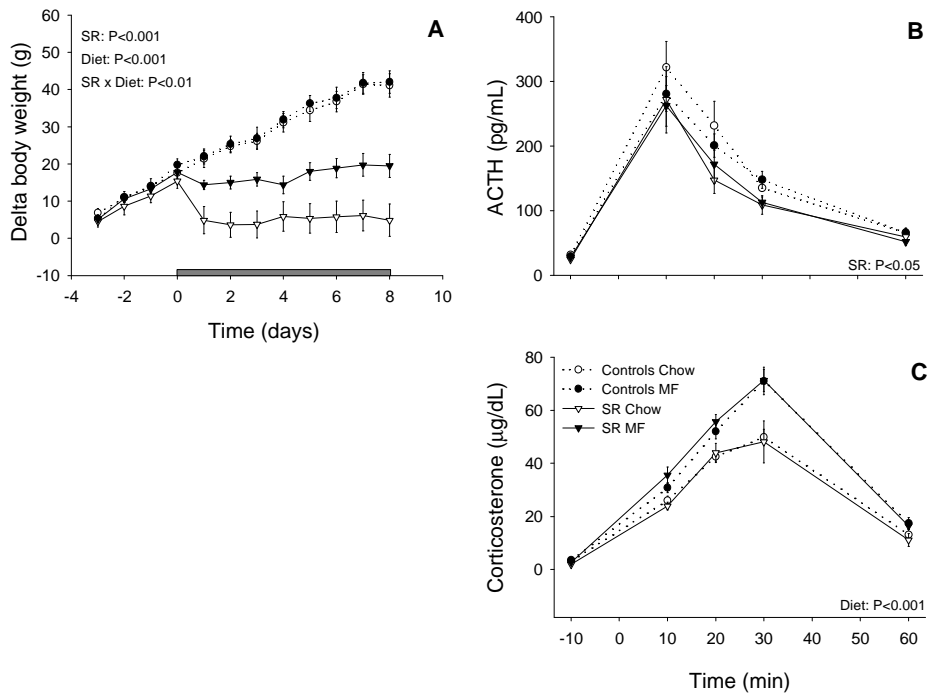 A
SR: P<0.001
Diet: P<0.001
SR x Diet: P<0.01
Delta body weight (g)
60
50
40
30
20
10
0
-10
-4 -2 0 2 4 6 8 10
Time (days)
B
ACTH (pg/mL)
400
300
200
100
0
SR: P<0.05
C
Controls Chow
Controls MF
SR Chow
SR MF
Corticosterone (µg/dL)
80
60
40
20
0
Diet: P<0.001
-10 0 10 20 30 40 50 60
Time (min)